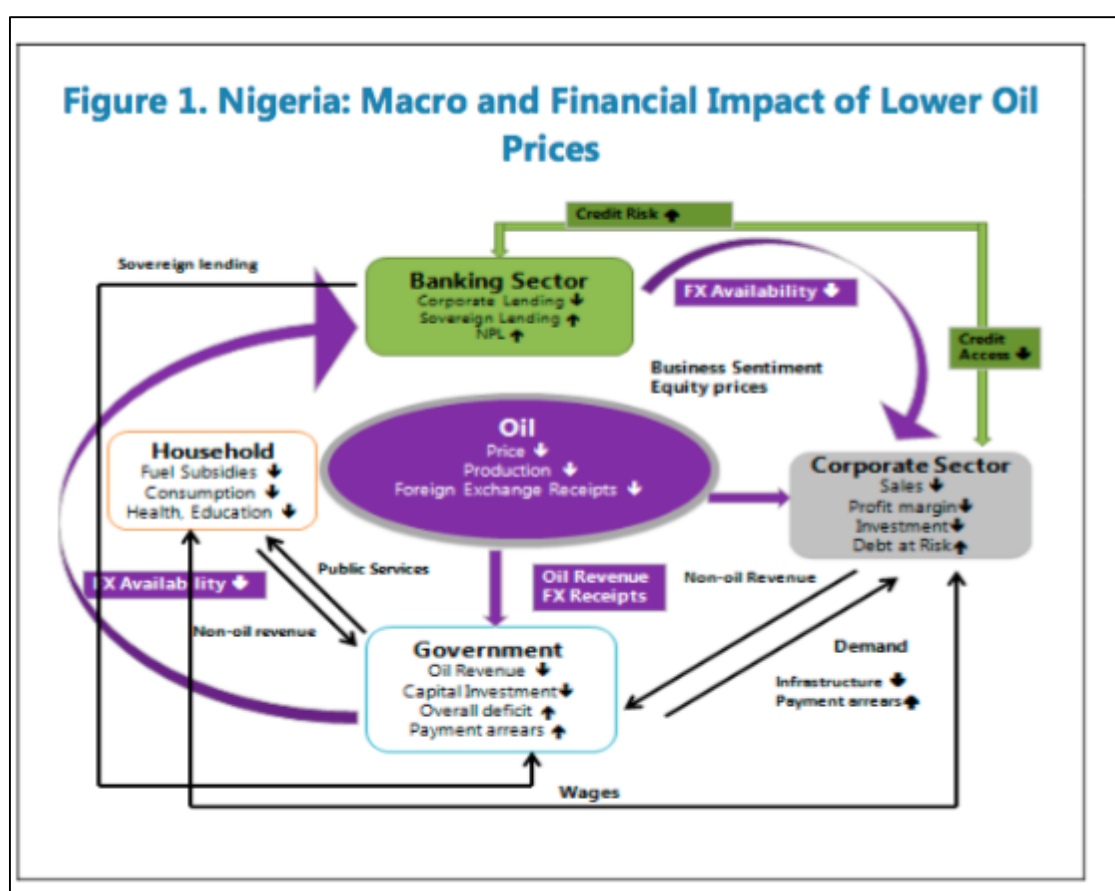 Figure 1. Nigeria: Macro and Financial Impact of Lower Oil
Prices
Credit Risk ↑
Sovereign lending
Banking Sector
Corporate Lending ↓
Sovereign Lending ↑
NPL ↑
FX Availability ↓
Credit
Access ↓
Business Sentiment
Equity prices
Oil
Price ↓
Production ↓
Foreign Exchange Receipts ↓
Household
Fuel Subsidies ↓
Consumption ↓
Health, Education ↓
Corporate Sector
Sales ↓
Profit margin ↓
Investment ↓
Debt at Risk ↑
Public Services
FX Availability ↓
Non-oil revenue
Oil Revenue
FX Receipts
Non-oil Revenue
Government
Oil Revenue ↓
Capital Investment ↓
Overall deficit ↑
Payment arrears ↑
Demand
Infrastructure ↓
Payment arrears ↑
Wages